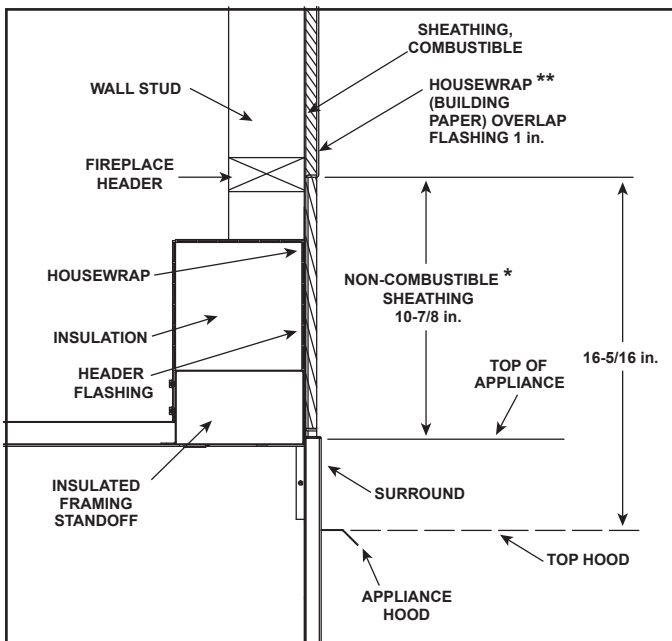 SHEATHING,
COMBUSTIBLE
WALL STUD
HOUSEWRAP **
(BUILDING
PAPER) OVERLAP
FLASHING 1 in.
FIREPLACE
HEADER
HOUSEWRAP
NON-COMBUSTIBLE *
SHEATHING
10-7/8 in.
INSULATION
16-5/16 in.
HEADER
FLASHING
TOP OF
APPLIANCE
INSULATED
FRAMING
STANDOFF
SURROUND
TOP HOOD
APPLIANCE
HOOD